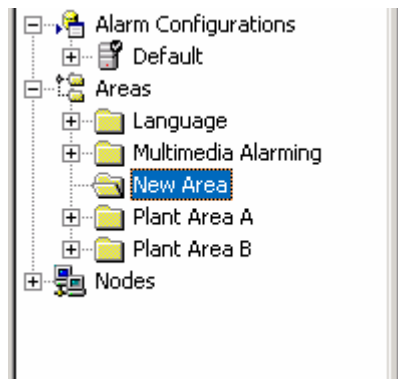 Alarm Configurations
Default
Areas
Language
Multimedia Alarming
New Area
Plant Area A
Plant Area B
Nodes